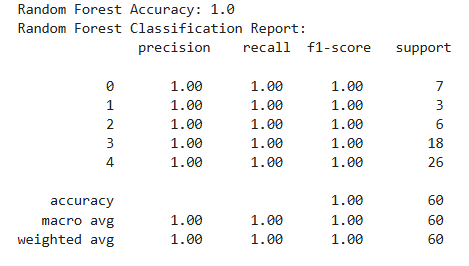 Random Forest Accuracy: 1.0
Random Forest Classification Report:
              precision    recall  f1-score   support

           0       1.00      1.00      1.00         7
           1       1.00      1.00      1.00         3
           2       1.00      1.00      1.00         6
           3       1.00      1.00      1.00        18
           4       1.00      1.00      1.00        26

    accuracy                           1.00        60
   macro avg       1.00      1.00      1.00        60
weighted avg       1.00      1.00      1.00        60